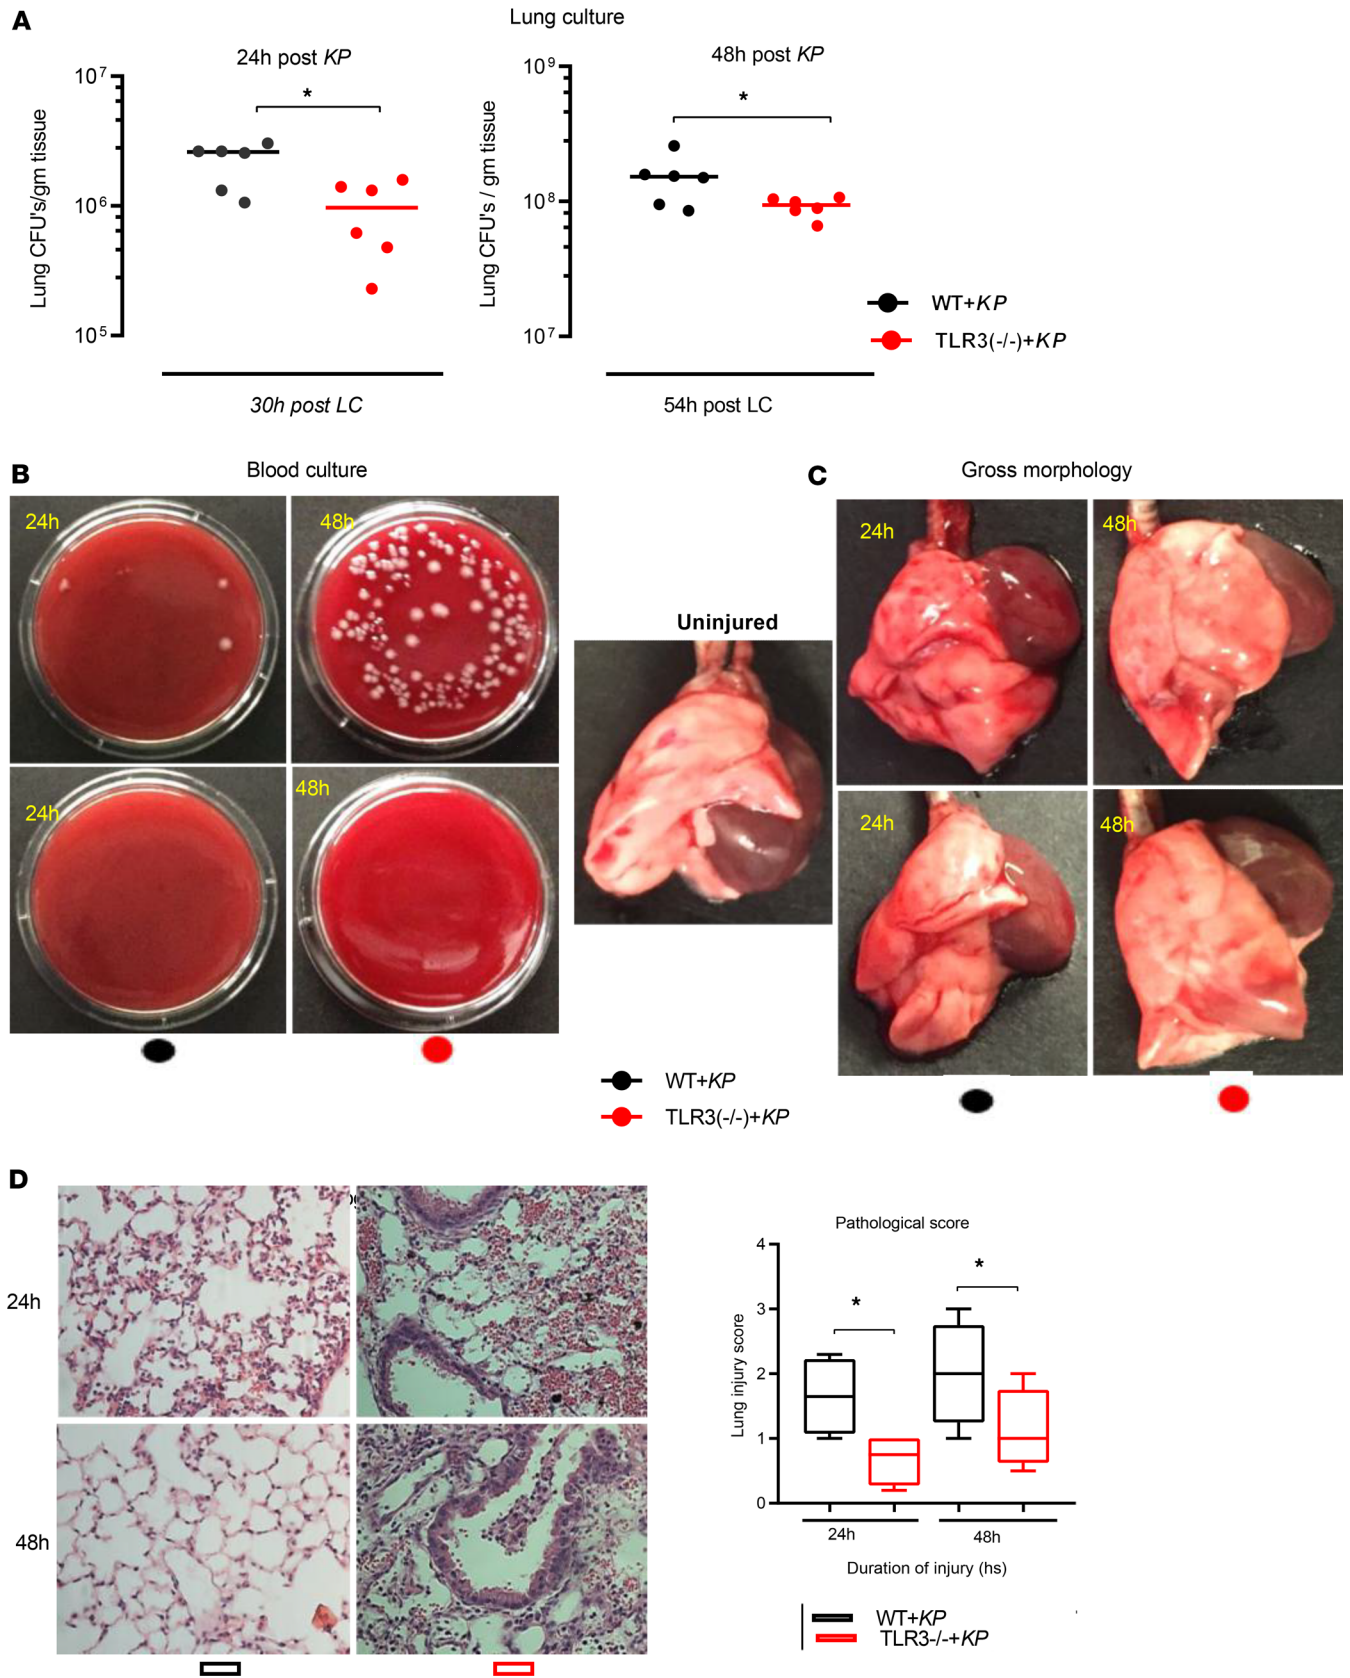 A
Lung culture
24h post KP
48h post KP
10⁷
10⁶
10⁵
Lung CFU's/gm tissue
*
30h post LC
10⁹
10⁸
10⁷
Lung CFU's / gm tissue
*
54h post LC
WT+KP
TLR3(-/-)+KP
B
Blood culture
24h
48h
24h
48h
Uninjured
C
Gross morphology
24h
48h
24h
48h
WT+KP
TLR3(-/-)+KP
D
24h
48h
Pathological score
4
3
2
1
0
Lung injury score
*
*
24h
48h
Duration of injury (hs)
WT+KP
TLR3-/-+KP